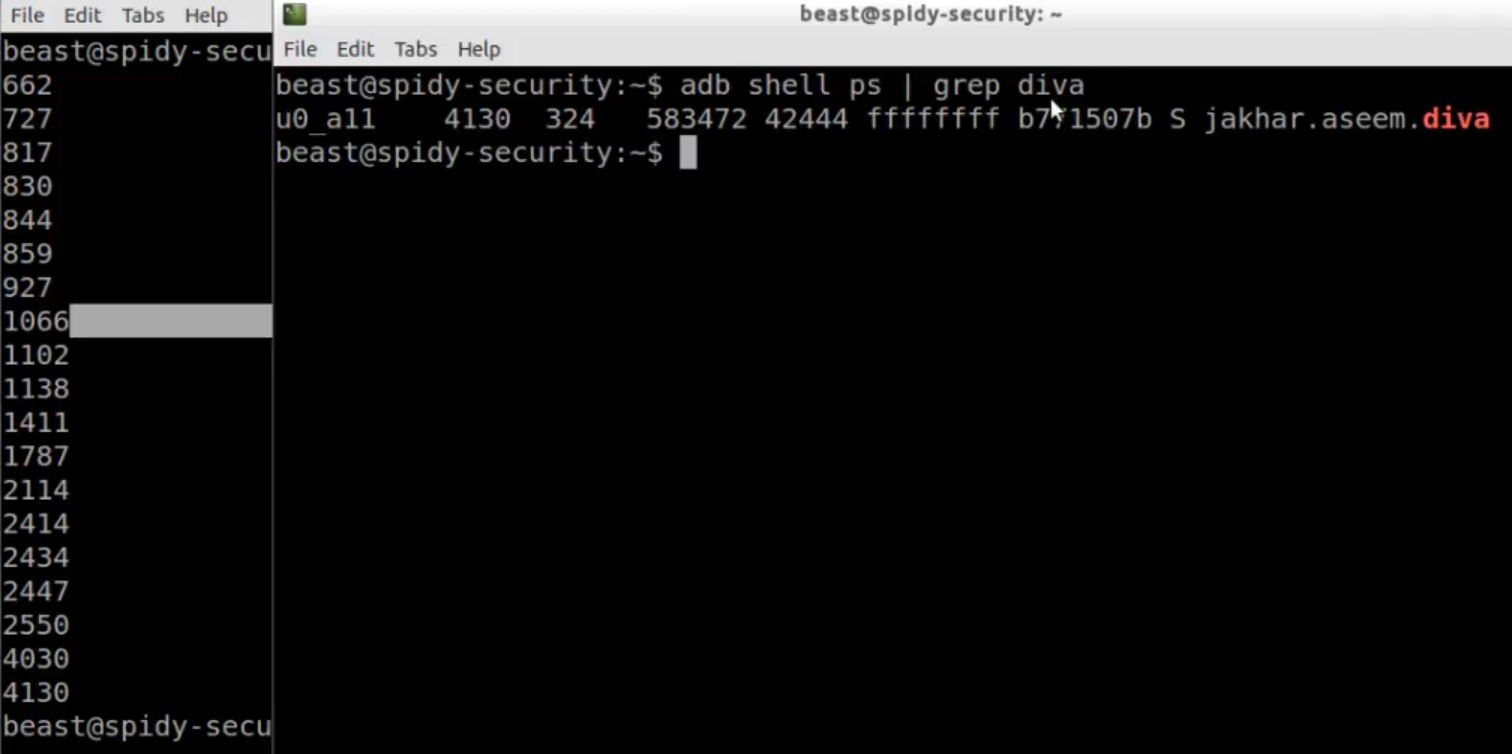 File Edit Tabs Help
beast@spidy-secu
662
727
817
830
844
859
927
1066
1102
1138
1411
1787
2114
2414
2434
2447
2550
4030
4130
beast@spidy-secu
beast@spidy-security: ~
File Edit Tabs Help
beast@spidy-security:~$ adb shell ps | grep diva
u0_a11 4130 324 583472 42444 ffffffff b771507b S jakhar.aseem.diva
beast@spidy-security:~$